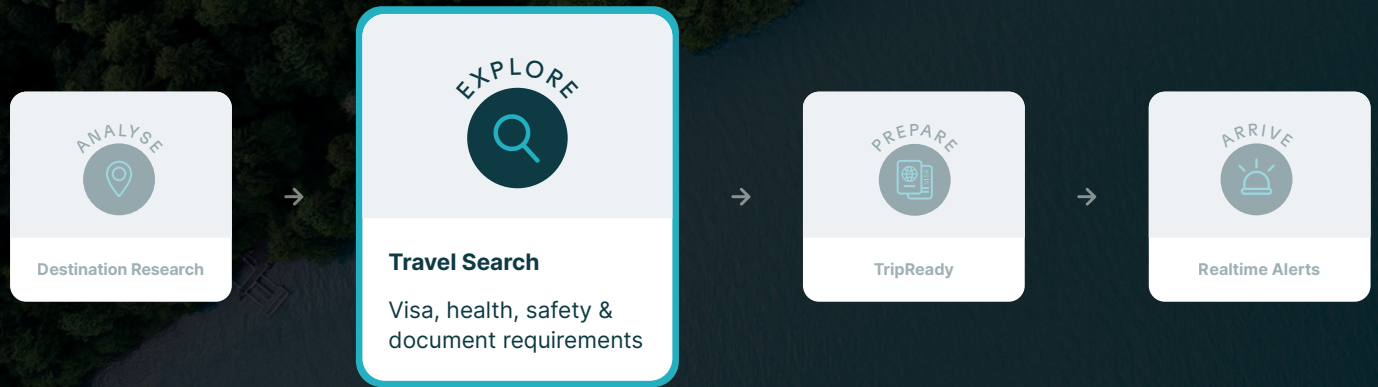 ANALYSE
Destination Research
EXPLORE
Travel Search
Visa, health, safety &
document requirements
PREPARE
TripReady
ARRIVE
Realtime Alerts